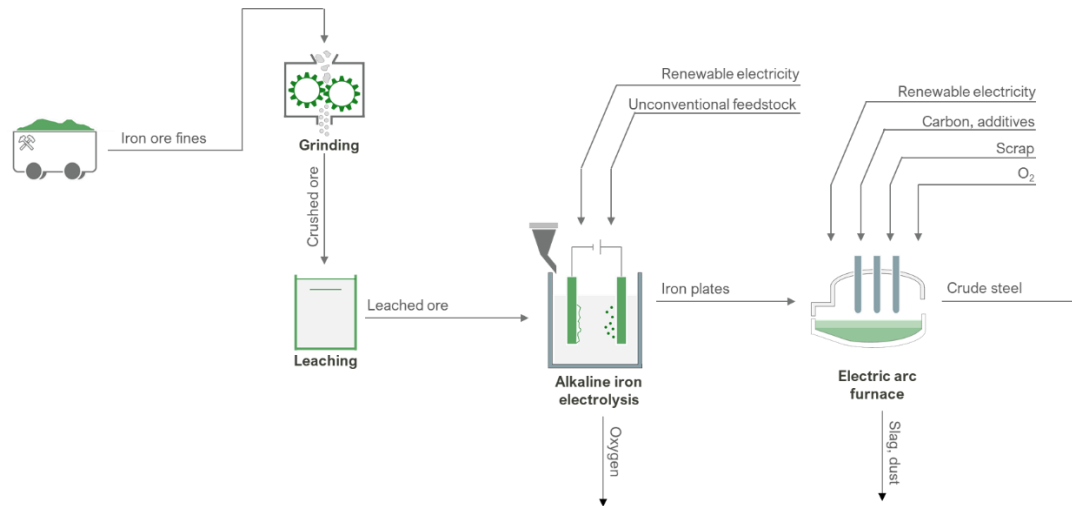 Iron ore fines
Grinding
Crushed ore
Leaching
Leached ore
Renewable electricity
Unconventional feedstock
Alkaline iron
electrolysis
Oxygen
Iron plates
Renewable electricity
Carbon, additives
Scrap
O₂
Electric arc
furnace
Slag, dust
Crude steel